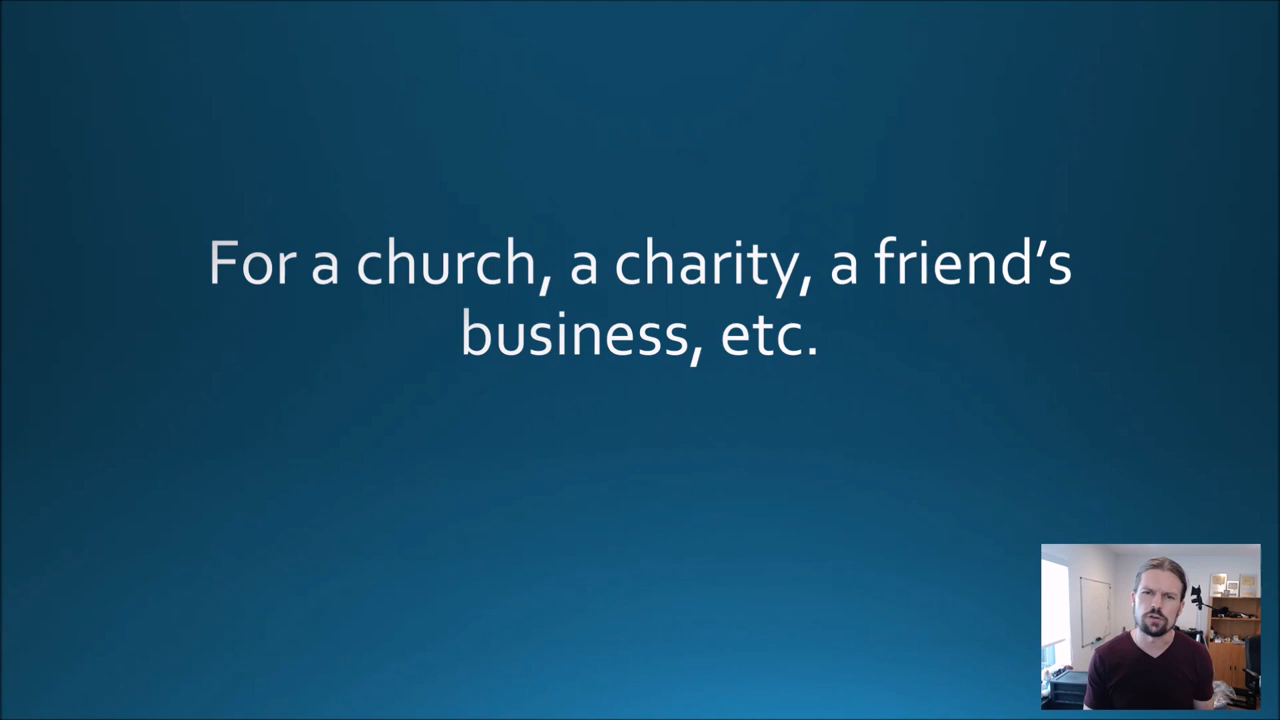 For a church, a charity, a friend’s
business, etc.